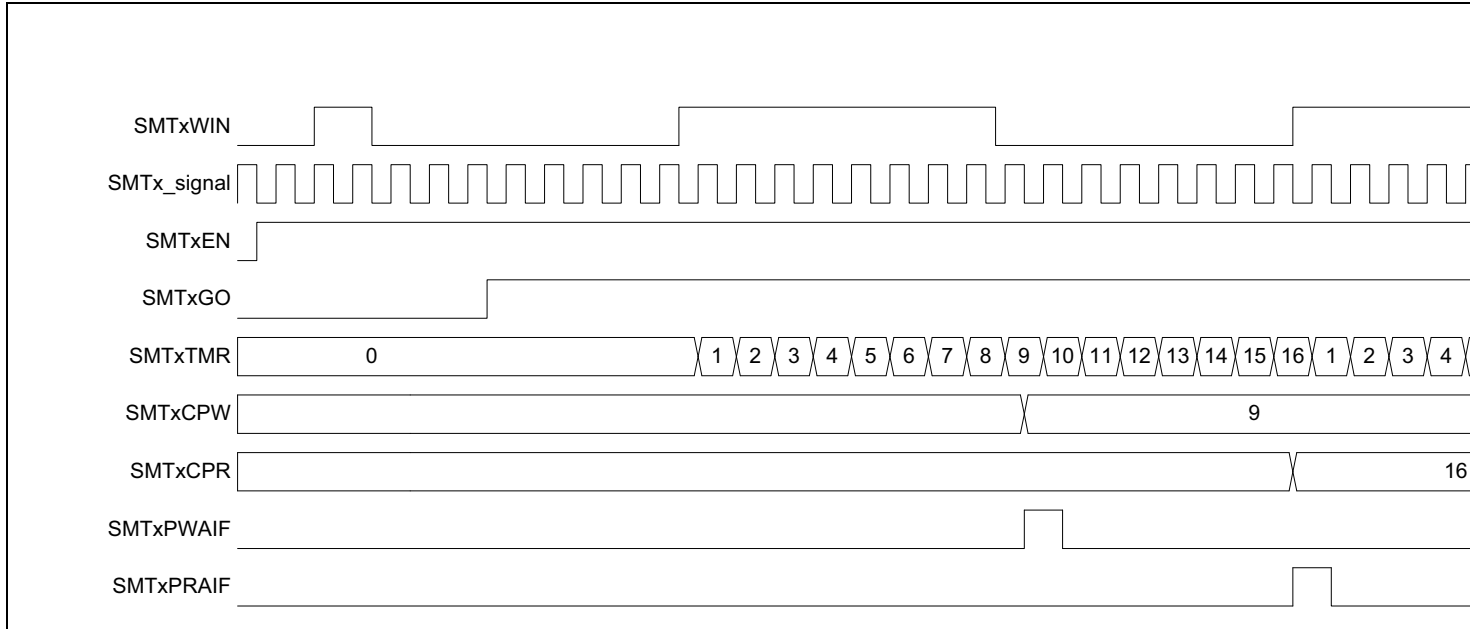 SMTxWIN
SMTx_signal
SMTxEN
SMTxGO
SMTxTMR 0 1 2 3 4 5 6 7 8 9 10 11 12 13 14 15 16 1 2 3 4
SMTxCPW 9
SMTxCPR 16
SMTxPWAIF
SMTxPRAIF